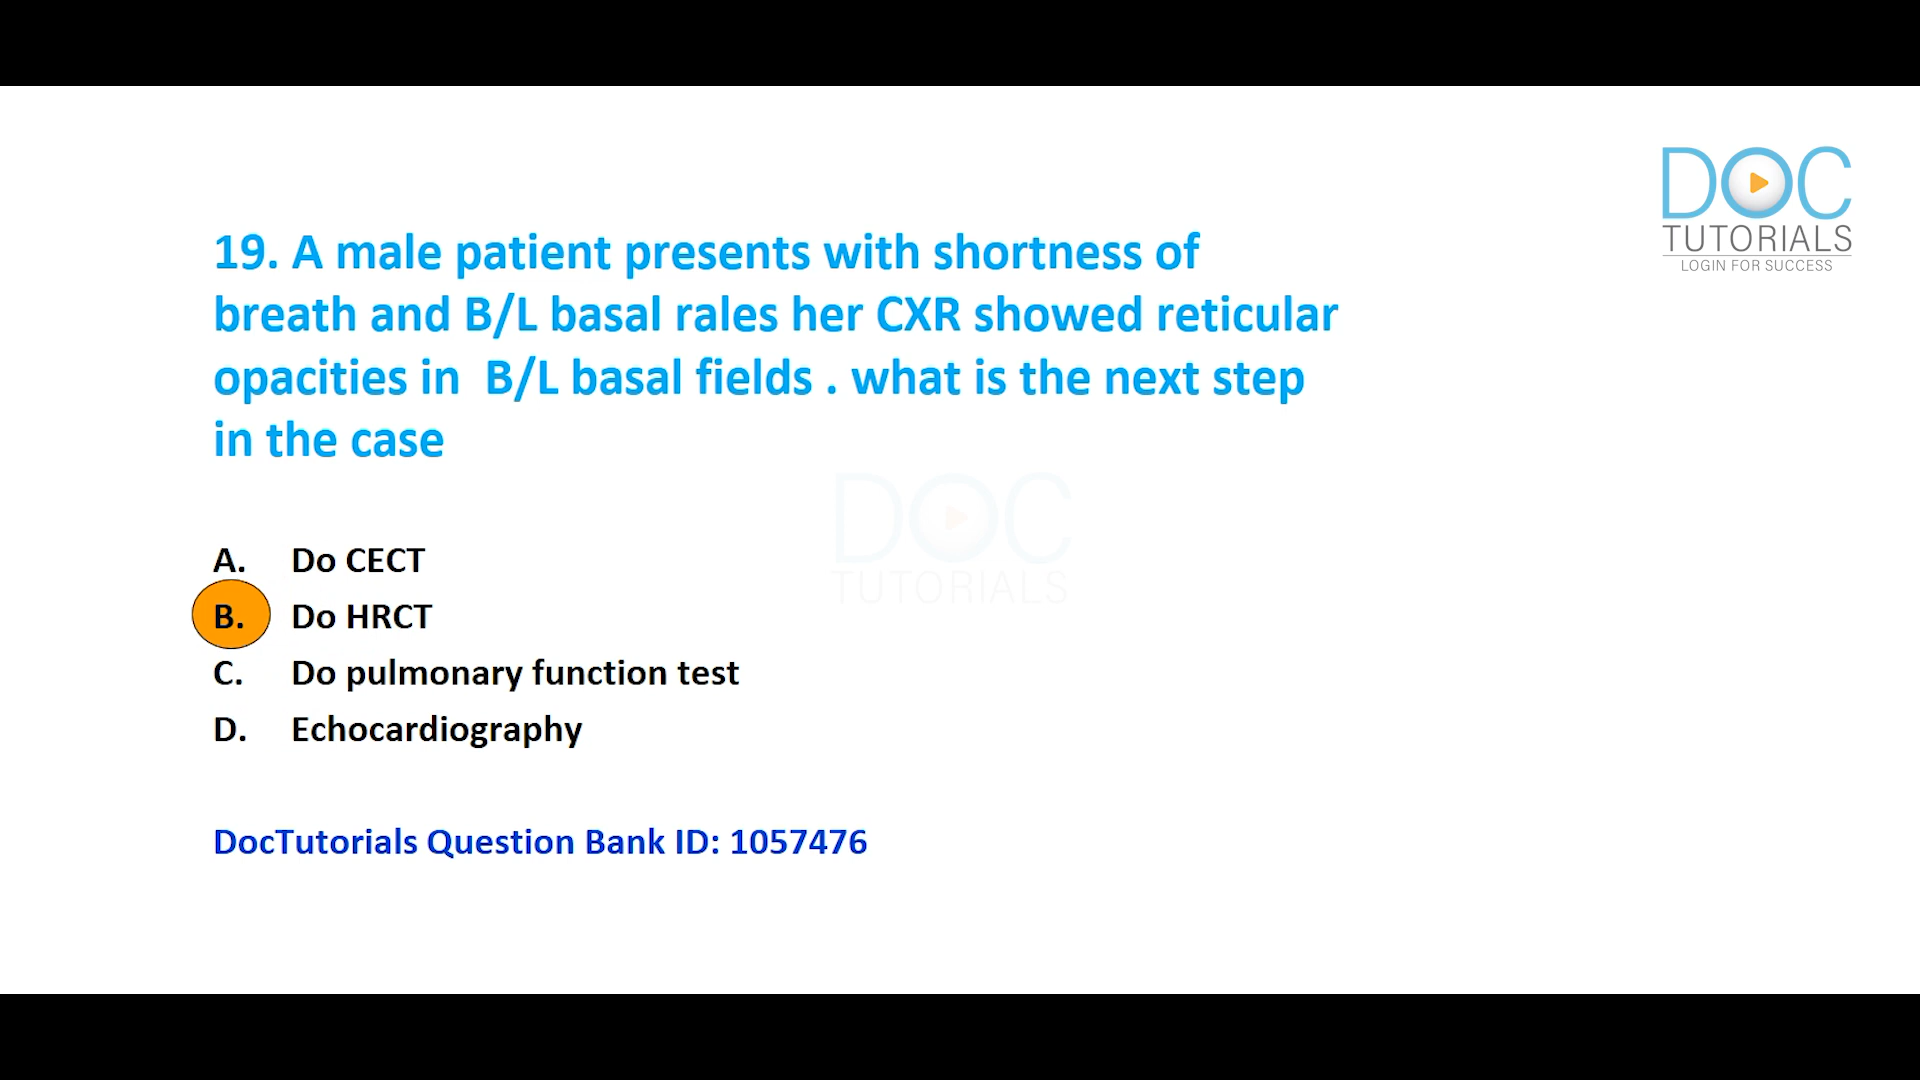 DOC
TUTORIALS
LOGIN FOR SUCCESS
19. A male patient presents with shortness of
breath and B/L basal rales her CXR showed reticular
opacities in B/L basal fields . what is the next step
in the case
DOC
TUTORIALS
A. Do CECT
B. Do HRCT
C. Do pulmonary function test
D. Echocardiography
DocTutorials Question Bank ID: 1057476